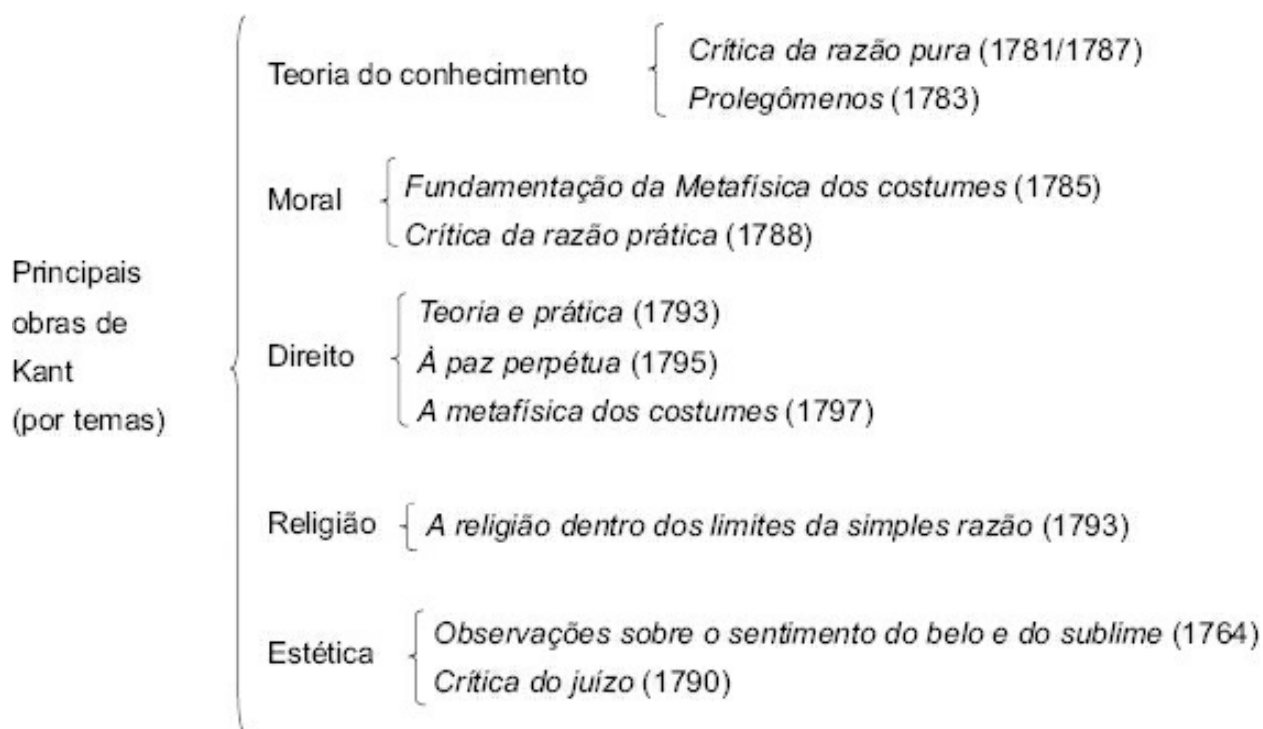 Principais
obras de
Kant
(por temas)
Teoria do conhecimento
Crítica da razão pura (1781/1787)
Prolegômenos (1783)
Moral
Fundamentação da Metafísica dos costumes (1785)
Crítica da razão prática (1788)
Direito
Teoria e prática (1793)
À paz perpétua (1795)
A metafísica dos costumes (1797)
Religião
A religião dentro dos limites da simples razão (1793)
Estética
Observações sobre o sentimento do belo e do sublime (1764)
Crítica do juízo (1790)